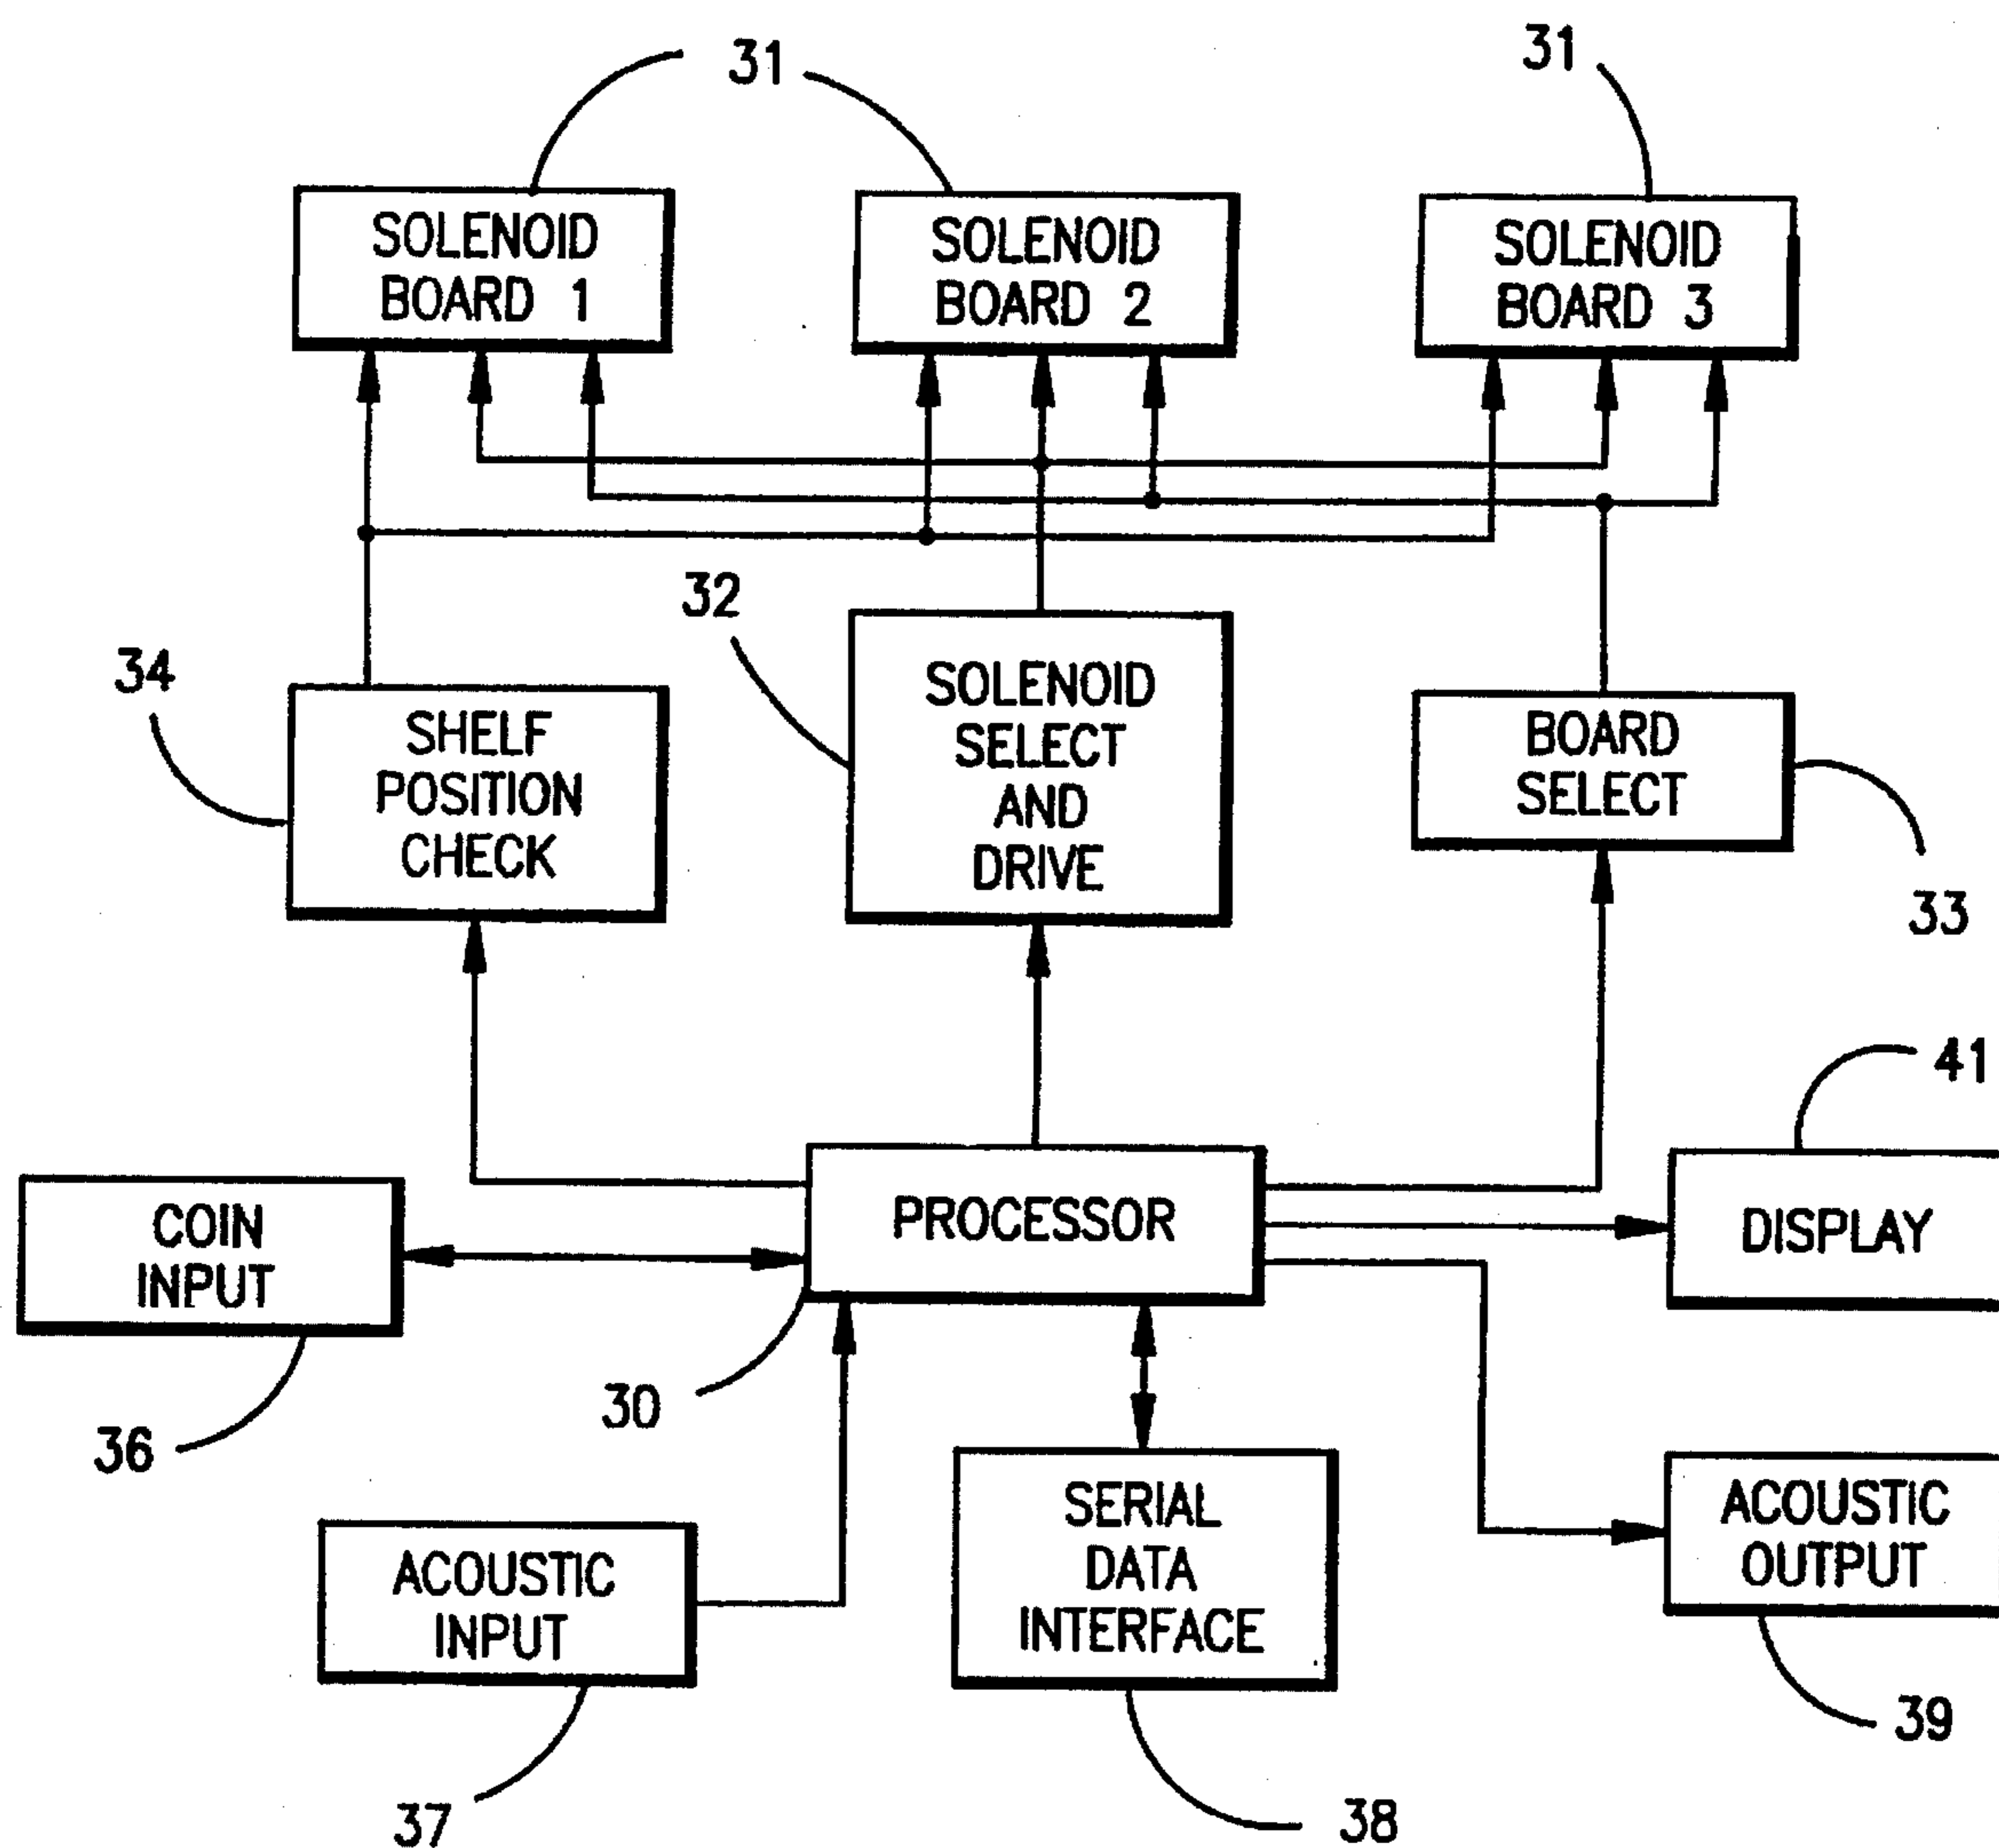 31
31
SOLENOID
BOARD 1
SOLENOID
BOARD 2
SOLENOID
BOARD 3
32
34
SHELF
POSITION
CHECK
SOLENOID
SELECT
AND
DRIVE
BOARD
SELECT
33
41
COIN
INPUT
PROCESSOR
DISPLAY
36
30
ACOUSTIC
INPUT
SERIAL
DATA
INTERFACE
ACOUSTIC
OUTPUT
37
38
39